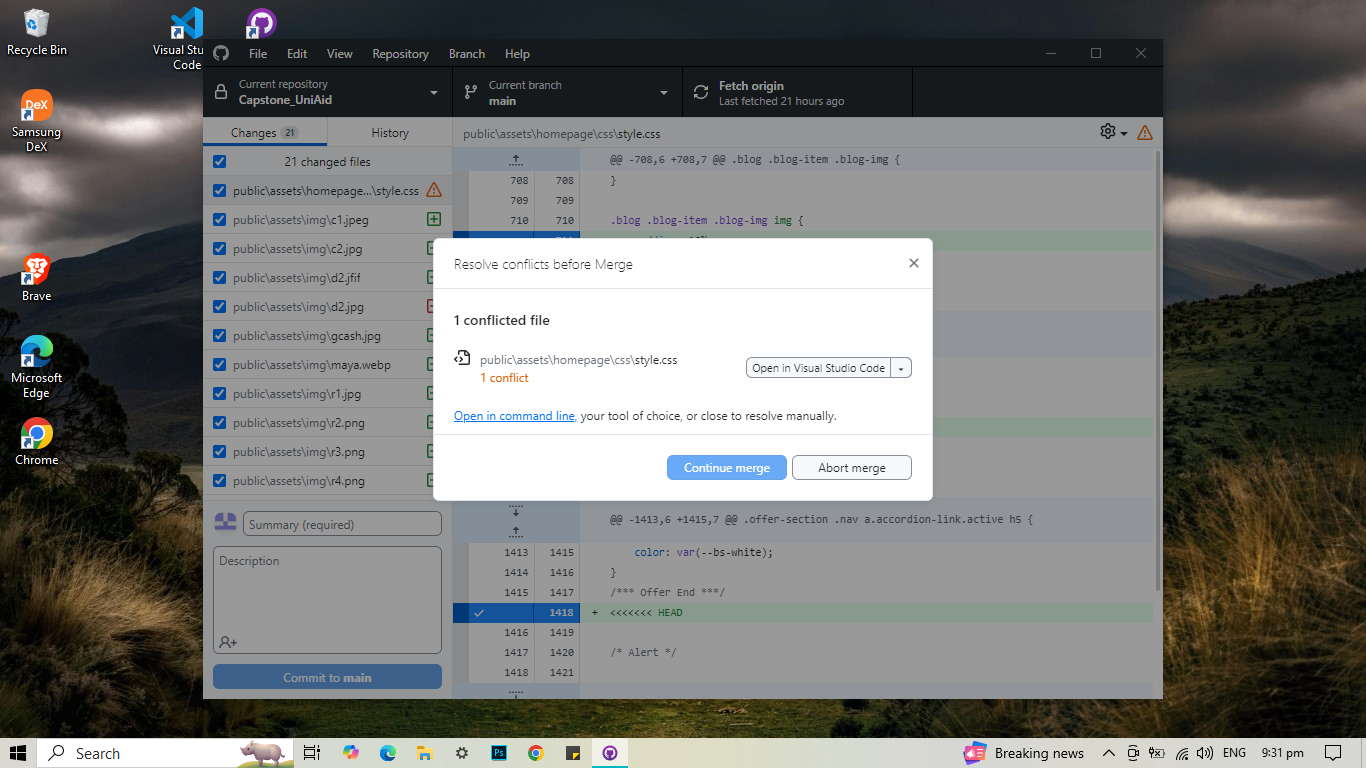 Recycle Bin
Visual Stu
Code
Samsung
DeX
Brave
Microsoft
Edge
Chrome
File Edit View Repository Branch Help
Current repository
Capstone_UniAid
Current branch
main
Fetch origin
Last fetched 21 hours ago
Changes 21
History
21 changed files
public\assets\homepage...\style.css
public\assets\img\c1.jpeg
public\assets\img\c2.jpg
public\assets\img\d2.jfif
public\assets\img\d2.jpg
public\assets\img\gcash.jpg
public\assets\img\maya.webp
public\assets\img\r1.jpg
public\assets\img\r2.png
public\assets\img\r3.png
public\assets\img\r4.png
Summary (required)
Description
Commit to main
public\assets\homepage\css\style.css
@@ -708,6 +708,7 @@ .blog .blog-item .blog-img {
708 708 }
709 709
710 710 .blog .blog-item .blog-img img {
Resolve conflicts before Merge
1 conflicted file
public\assets\homepage\css\style.css
1 conflict
Open in Visual Studio Code
Open in command line, your tool of choice, or close to resolve manually.
Continue merge
Abort merge
@@ -1413,6 +1415,7 @@ .offer-section .nav a.accordion-link.active h5 {
1413 1415 color: var(--bs-white);
1414 1416 }
1415 1417 /*** Offer End ***/
1418 + <<<<<<< HEAD
1416 1419
1417 1420 /* Alert */
1418 1421
Search
Ps
Breaking news
ENG
9:31 pm